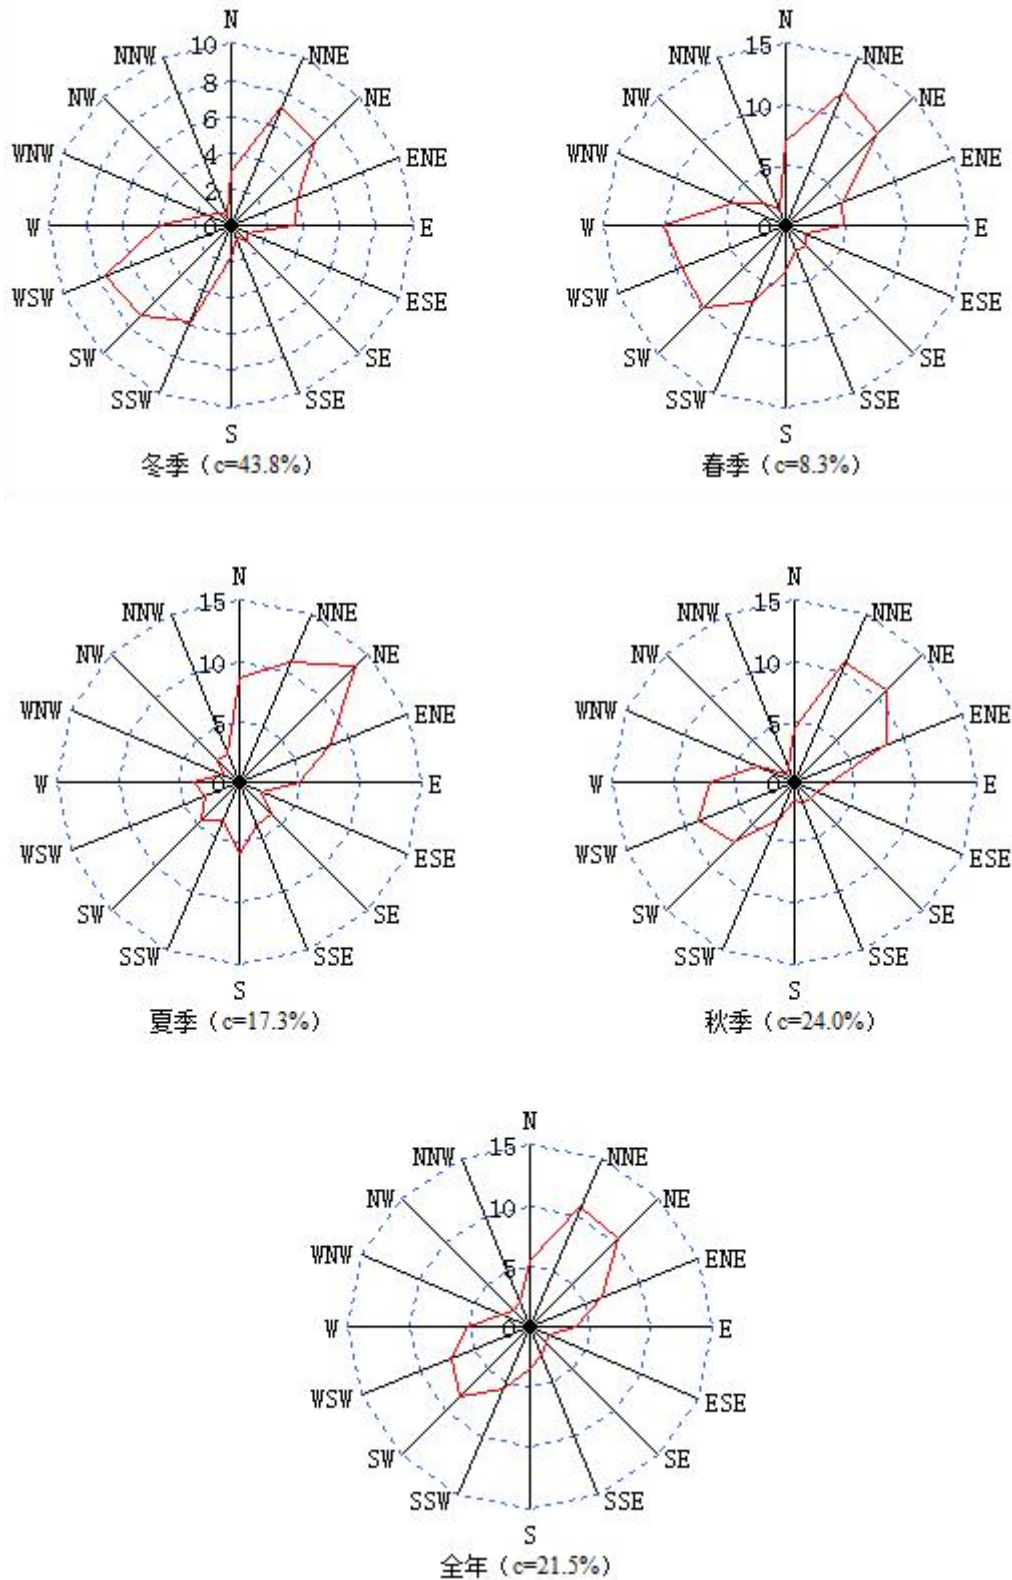 N
NNW 10 NNE
NW 8 NE
6
WNW 4 ENE
2
W 0 E
WSW ESE
SW SE
SSW SSE
S
冬季（c=43.8%）
N
NNW 15 NNE
NW NE
10
WNW 5 ENE
W 0 E
WSW ESE
SW SE
SSW SSE
S
春季（c=8.3%）
N
NNW 15 NNE
NW 10 NE
WNW 5 ENE
W 0 E
WSW ESE
SW SE
SSW SSE
S
夏季（c=17.3%）
N
NNW 15 NNE
NW 10 NE
WNW 5 ENE
W 0 E
WSW ESE
SW SE
SSW SSE
S
秋季（c=24.0%）
N
NNW 15 NNE
NW 10 NE
WNW 5 ENE
W 0 E
WSW ESE
SW SE
SSW SSE
S
全年（c=21.5%）